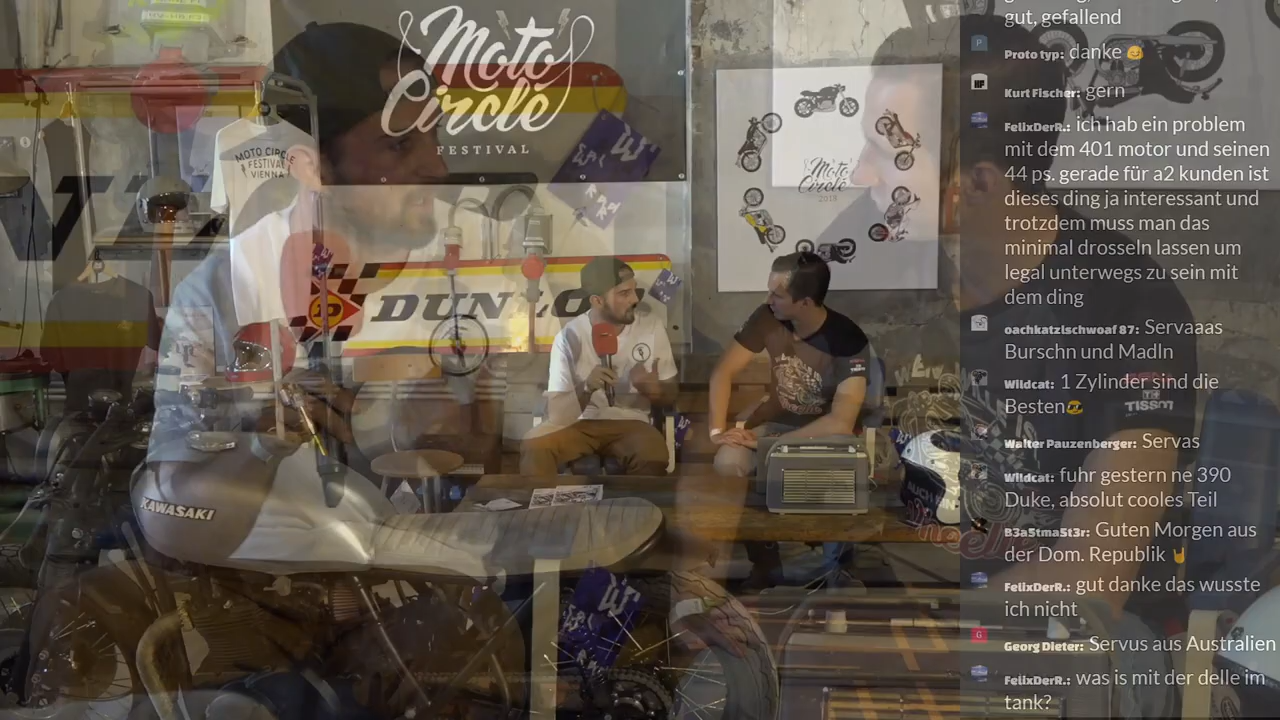 Moto
Circle
FESTIVAL
MOTO CIRCLE
FESTIVAL
VIENNA
Moto
Circle
2018
DUNLO
KAWASAKI
TISSOT
gut, gefallend
Proto typ: danke 😊
Kurt Fischer: gern
FelixDerR.: ich hab ein problem
mit dem 401 motor und seinen
44 ps. gerade für a2 kunden ist
dieses ding ja interessant und
trotzdem muss man das
minimal drosseln lassen um
legal unterwegs zu sein mit
dem ding
oachkatzlschwoaf 87: Servaaas
Burschn und Madln
Wildcat: 1 Zylinder sind die
Besten
Walter Pauzenberger: Servas
Wildcat: fuhr gestern ne 390
Duke, absolut cooles Teil
B3a5tmaSt3r: Guten Morgen aus
der Dom. Republik 🤘
FelixDerR.: gut danke das wusste
ich nicht
Georg Dieter: Servus aus Australien
FelixDerR.: was is mit der delle im
tank?